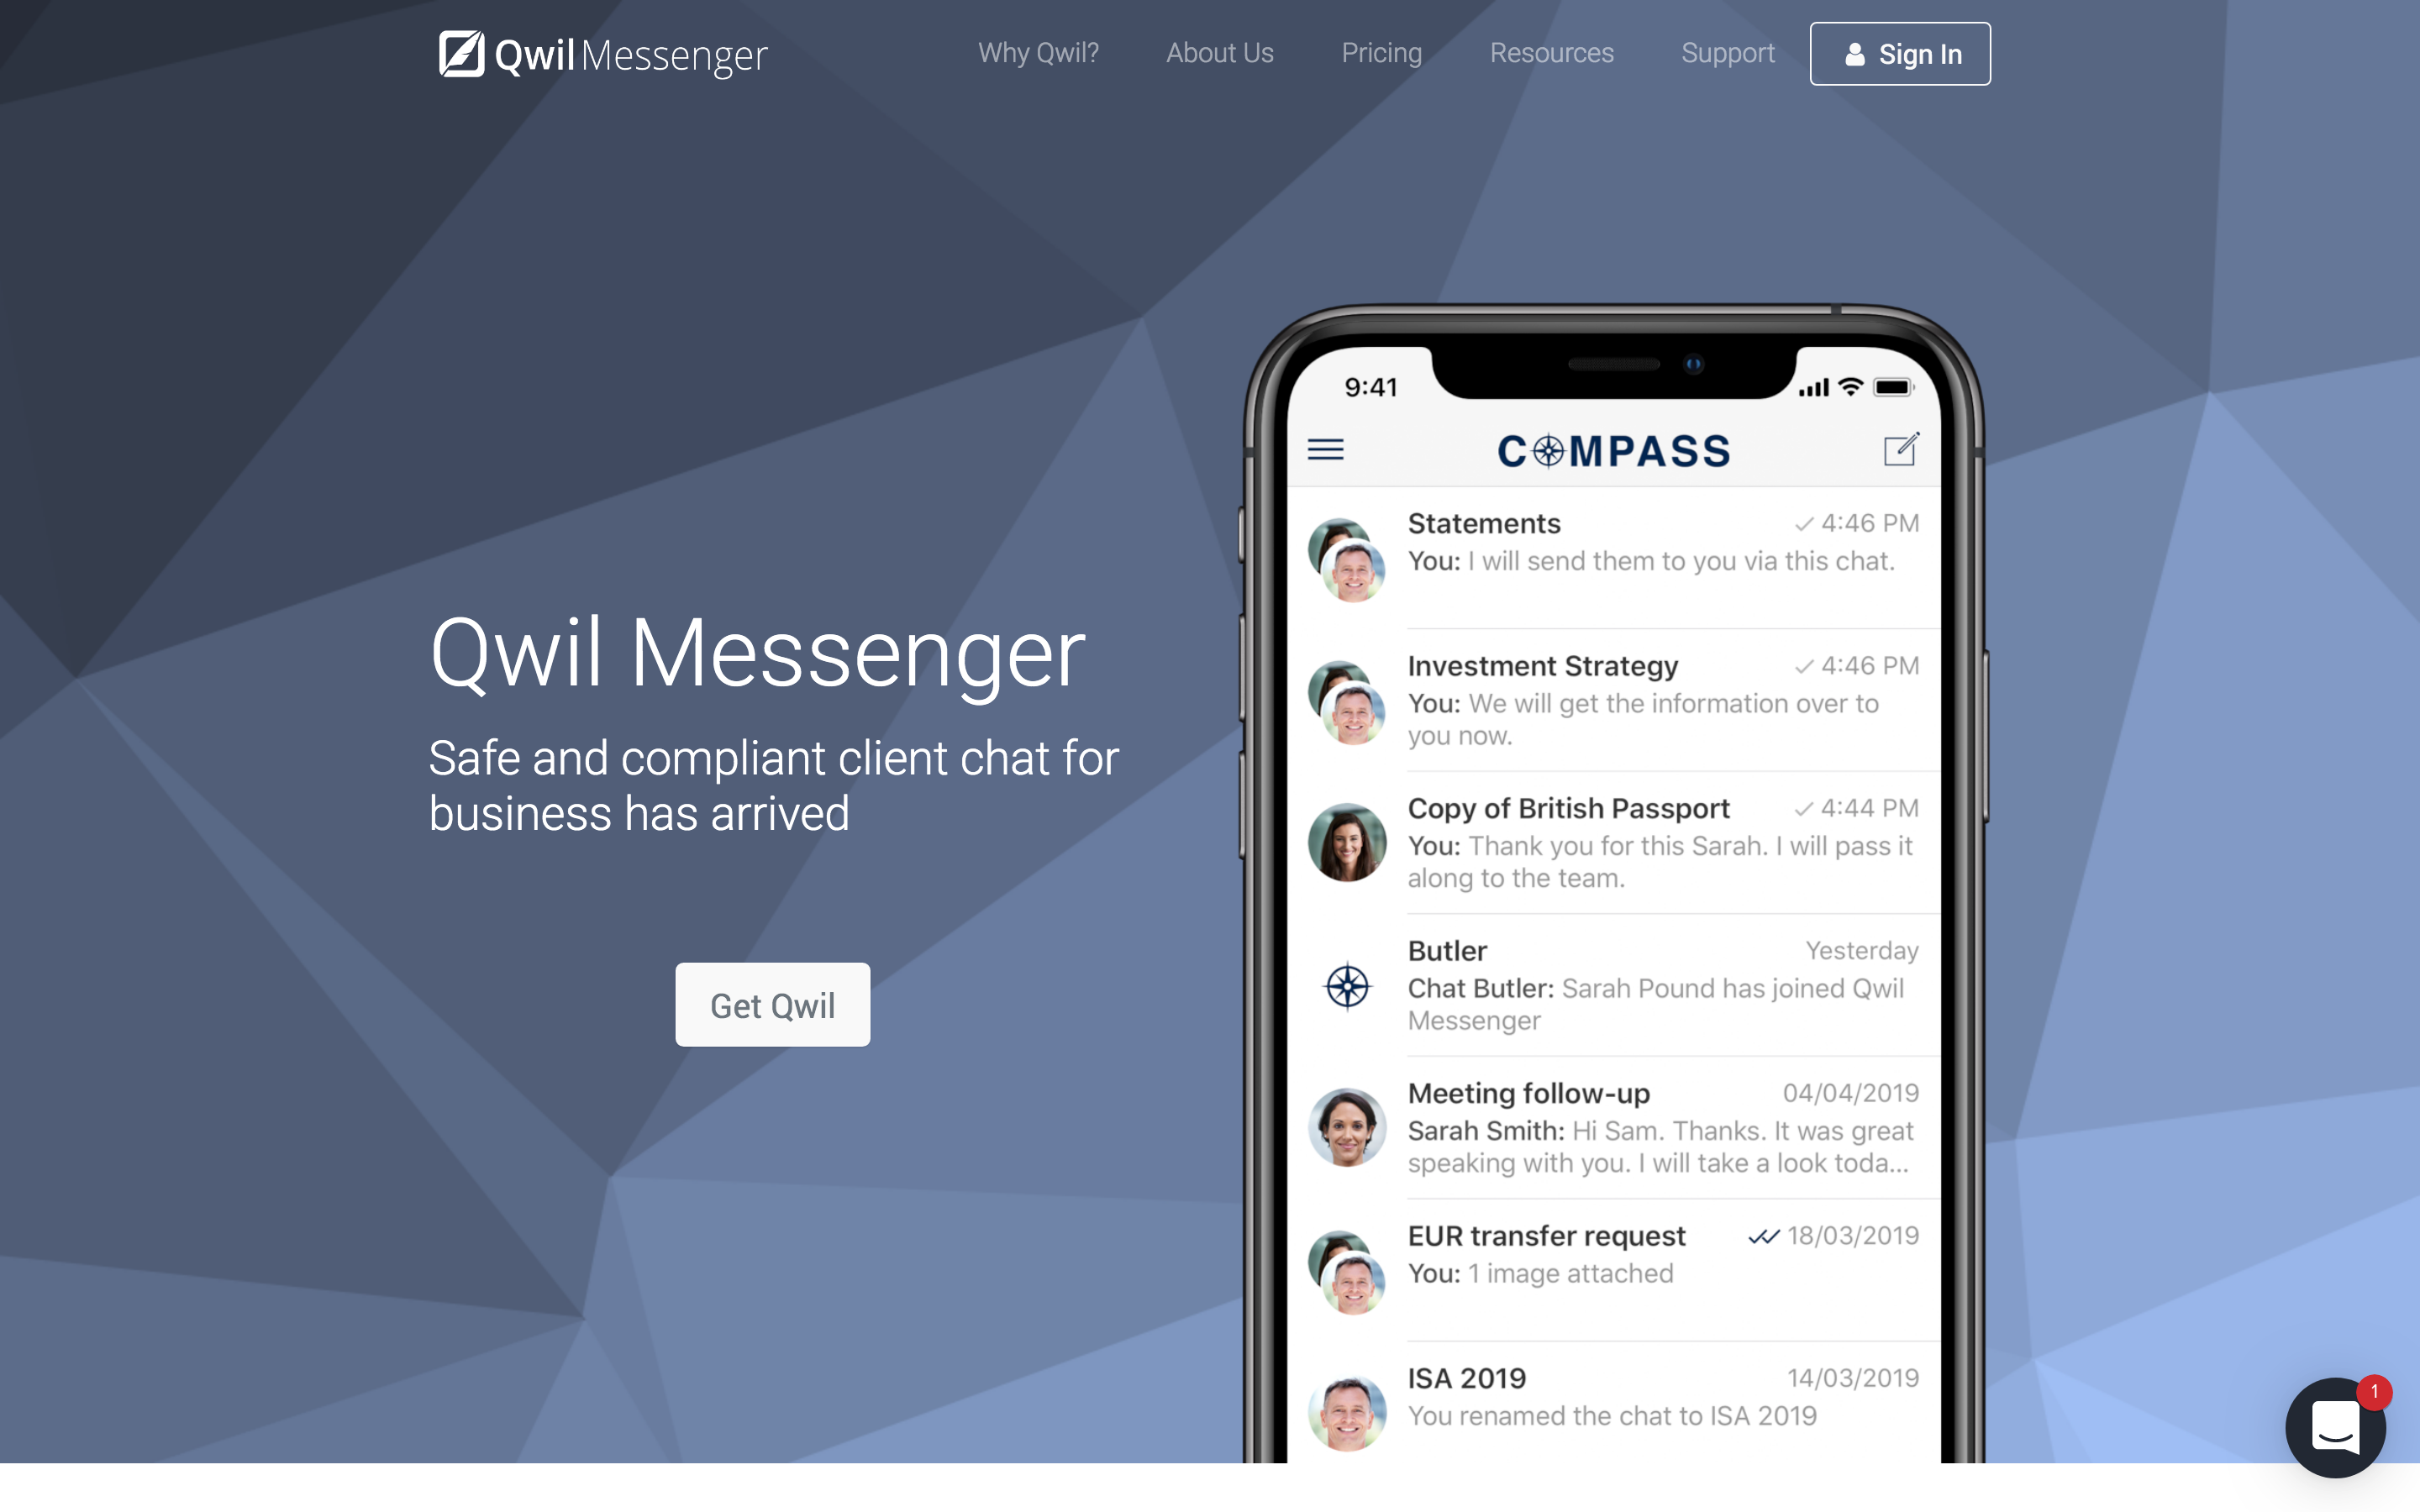 Qwil Messenger
Why Qwil?
About Us
Pricing
Resources
Support
Sign In
Qwil Messenger
Safe and compliant client chat for
business has arrived
Get Qwil
9:41
COMPASS
Statements
4:46 PM
You: I will send them to you via this chat.
Investment Strategy
4:46 PM
You: We will get the information over to
you now.
Copy of British Passport
4:44 PM
You: Thank you for this Sarah. I will pass it
along to the team.
Butler
Yesterday
Chat Butler: Sarah Pound has joined Qwil
Messenger
Meeting follow-up
04/04/2019
Sarah Smith: Hi Sam. Thanks. It was great
speaking with you. I will take a look toda...
EUR transfer request
18/03/2019
You: 1 image attached
ISA 2019
14/03/2019
You renamed the chat to ISA 2019
1